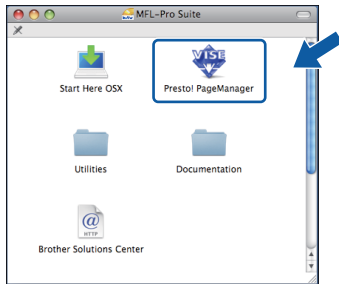 MFL-Pro Suite
VISE
Start Here OSX
Presto! PageManager
Utilities
Documentation
@
HTTP
Brother Solutions Center